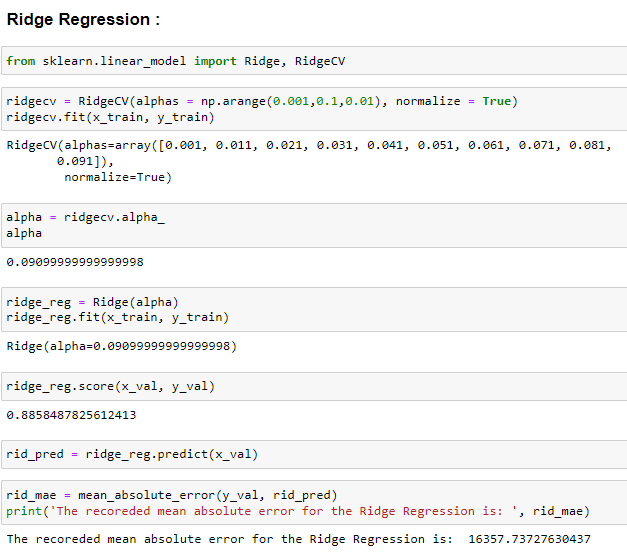 Ridge Regression :
from sklearn.linear_model import Ridge, RidgeCV
ridgecv = RidgeCV(alphas = np.arange(0.001,0.1,0.01), normalize = True)
ridgecv.fit(x_train, y_train)
RidgeCV(alphas=array([0.001, 0.011, 0.021, 0.031, 0.041, 0.051, 0.061, 0.071, 0.081,
0.091]),
normalize=True)
alpha = ridgecv.alpha_
alpha
0.09099999999999998
ridge_reg = Ridge(alpha)
ridge_reg.fit(x_train, y_train)
Ridge(alpha=0.09099999999999998)
ridge_reg.score(x_val, y_val)
0.8858487825612413
rid_pred = ridge_reg.predict(x_val)
rid_mae = mean_absolute_error(y_val, rid_pred)
print('The recoreded mean absolute error for the Ridge Regression is: ', rid_mae)
The recoreded mean absolute error for the Ridge Regression is:  16357.73727630437